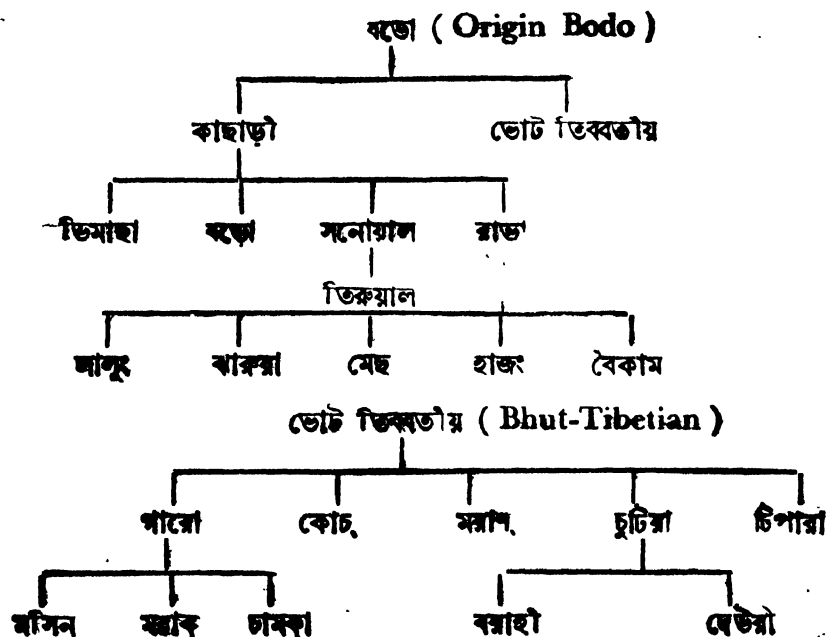 বডো ( Origin Bodo )
কাছাড়ী ভোট তিব্বতীয়
ডিমাছা বড়ো সনোয়াল রাভা
তিরুয়াল
লালুং ঝারুয়া মেছ হাজং বৈকাম
ভোট তিব্বতীয় ( Bhut-Tibetian )
গারো কোচ্ মরাণ্ চুটিয়া টিপারা
বরাহী দেউরী